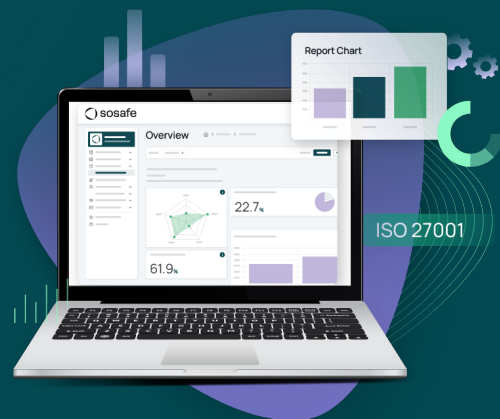 Report Chart
sosafe
Overview
22.7%
61.9%
ISO 27001